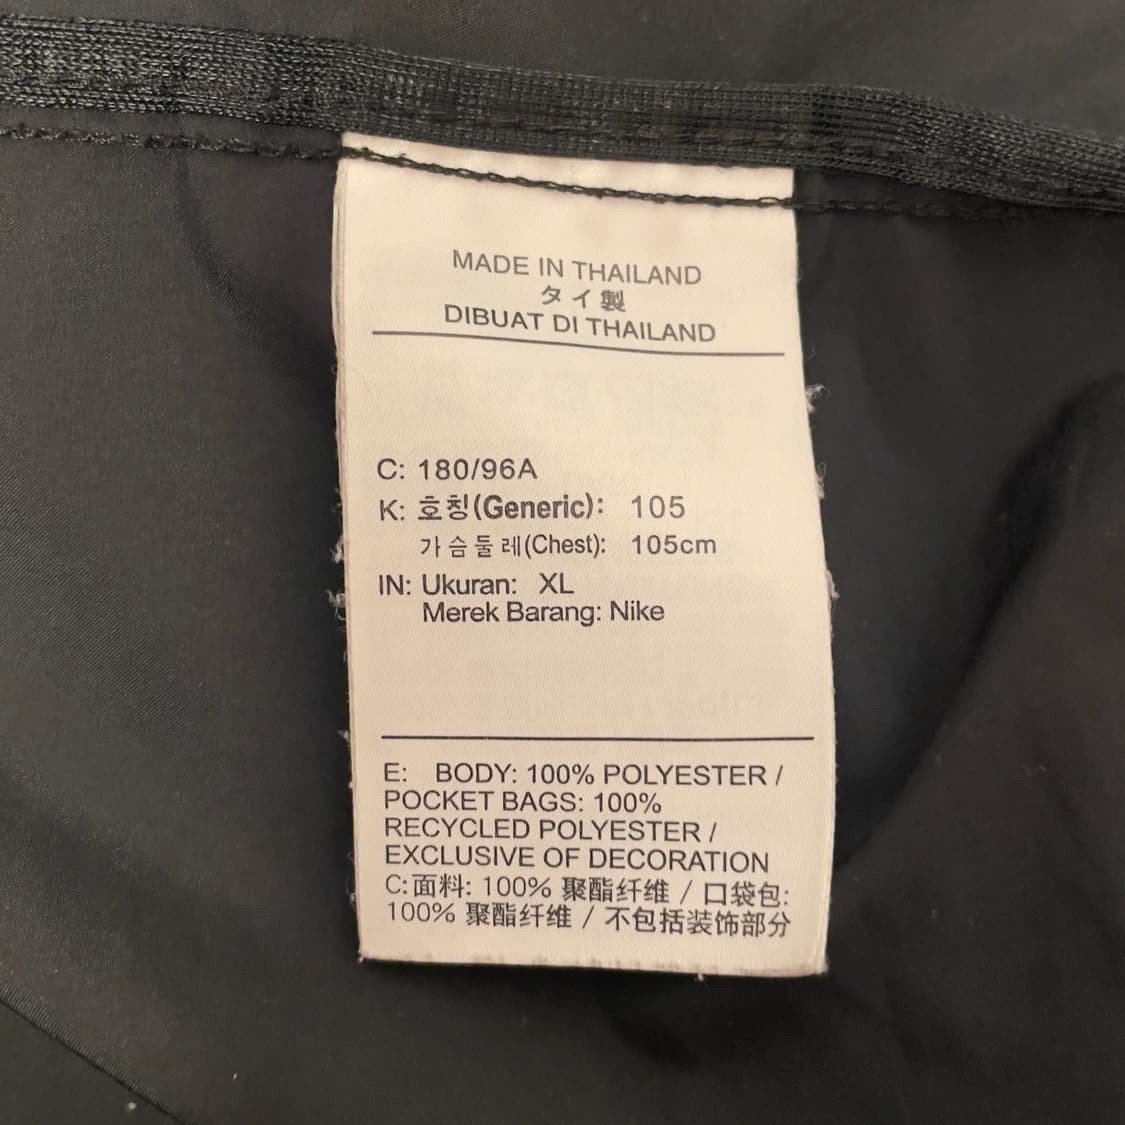 MADE IN THAILAND
タイ製
DIBUAT DI THAILAND
C: 180/96A
K: 호칭(Generic): 105
가슴둘레(Chest): 105cm
IN: Ukuran: XL
Merek Barang: Nike
E: BODY: 100% POLYESTER /
POCKET BAGS: 100%
RECYCLED POLYESTER /
EXCLUSIVE OF DECORATION
C:面料: 100% 聚酯纤维 / 口袋包:
100% 聚酯纤维 / 不包括装饰部分